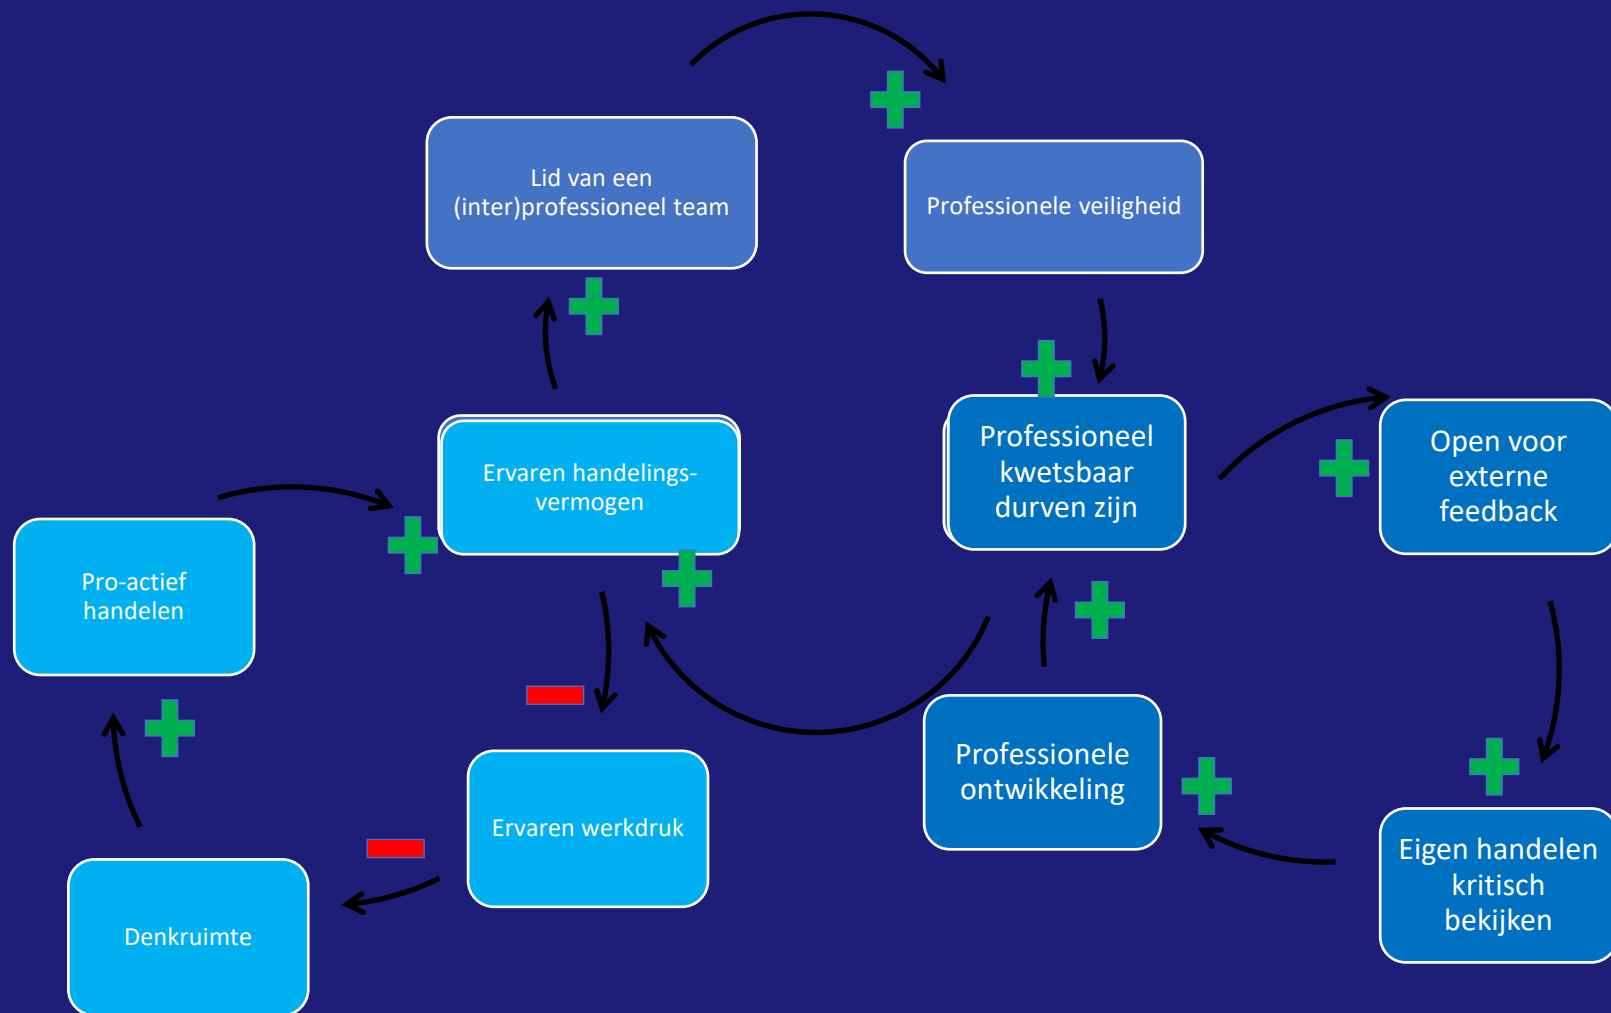 Lid van een
(inter)professioneel team
Professionele veiligheid
Ervaren handelings-
vermogen
Professioneel
kwetsbaar
durven zijn
Open voor
externe
feedback
Pro-actief
handelen
Professionele
ontwikkeling
Ervaren werkdruk
Eigen handelen
kritisch
bekijken
Denkruimte